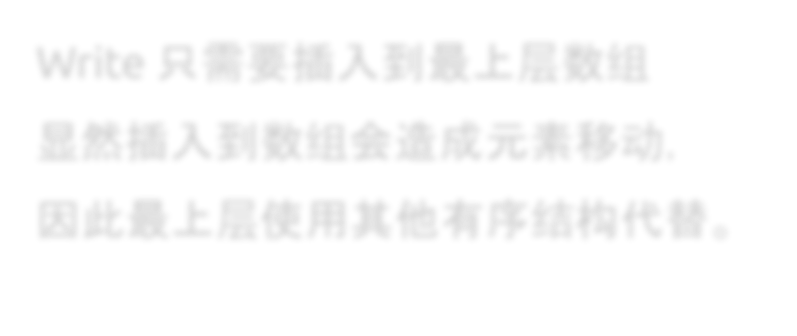 Write 只需要插入到最上层数组
显然插入到数组会造成元素移动.
因此最上层使用其他有序结构代替。